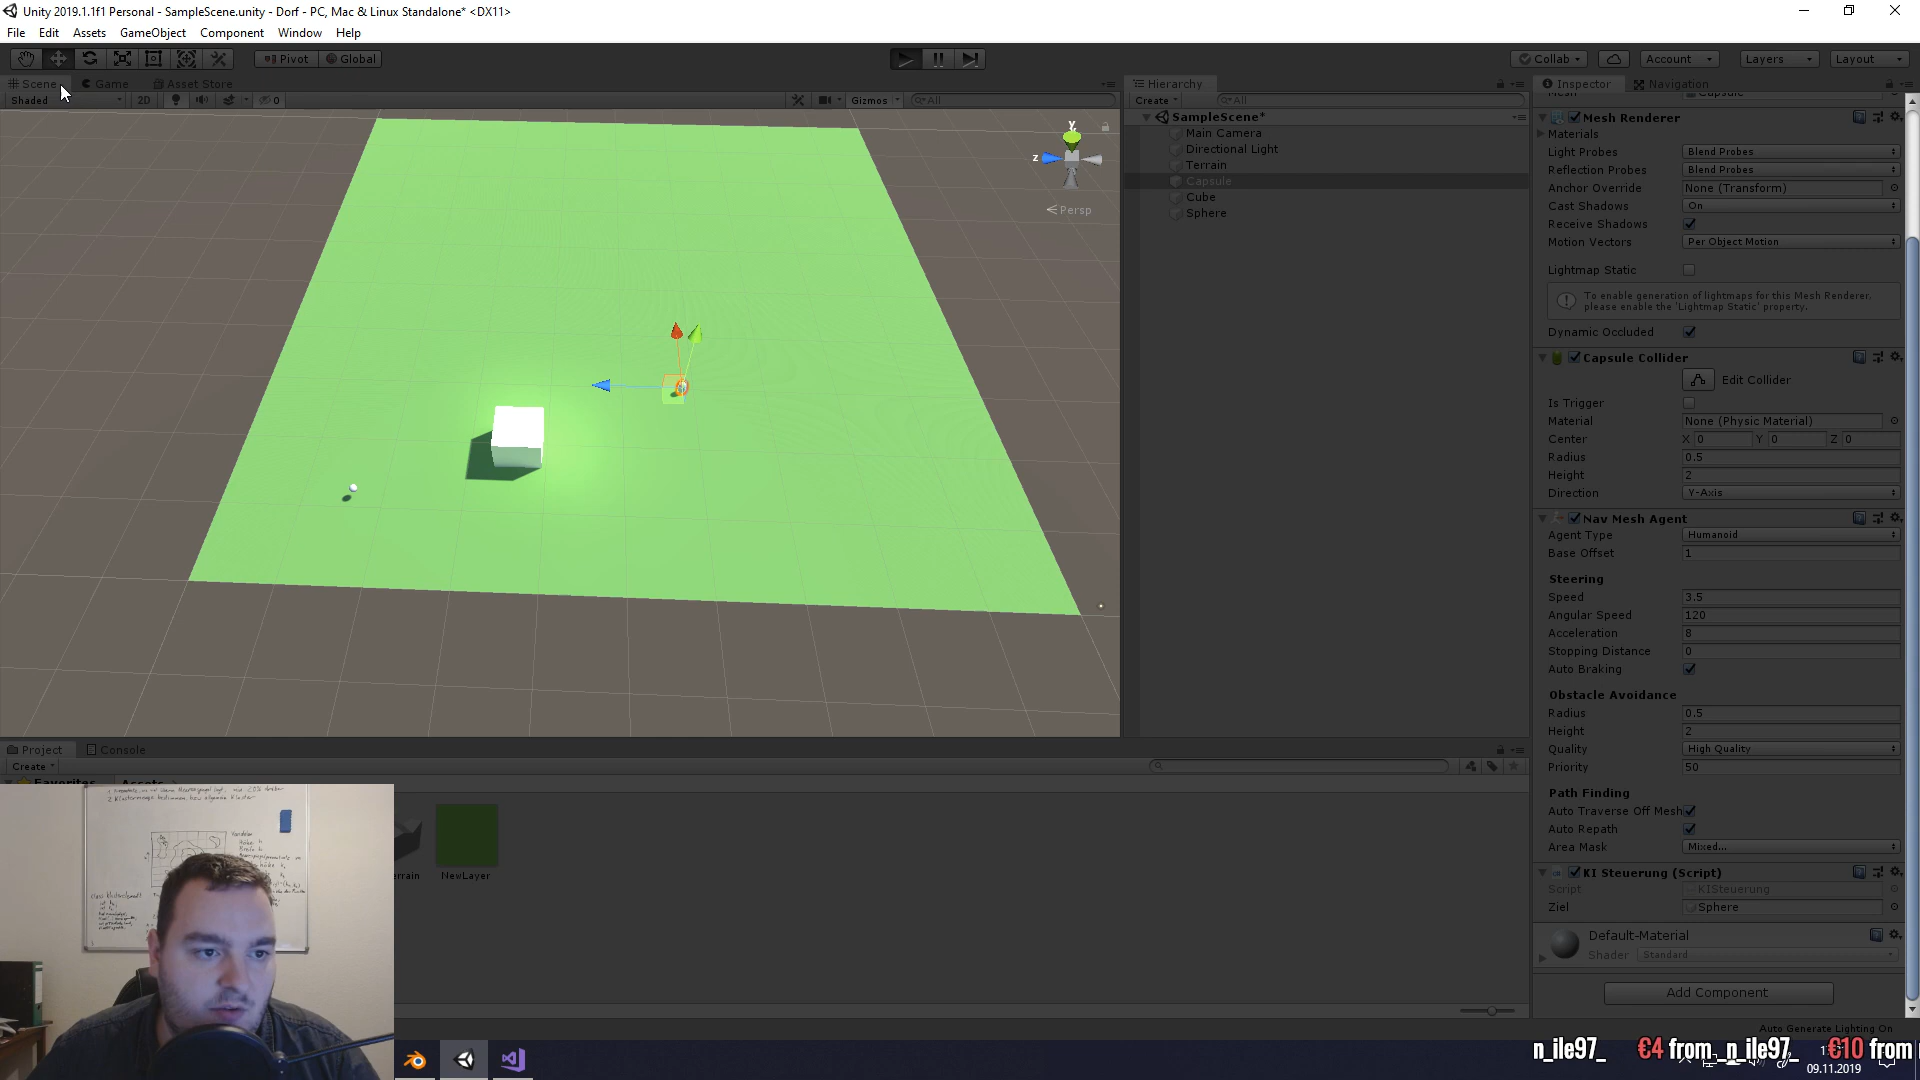 Unity 2019.1.1f1 Personal - SampleScene.unity - Dorf - PC, Mac & Linux Standalone* <DX11>
File Edit Assets GameObject Component Window Help
Pivot Global Collab Account Layers Layout
Scene Game Asset Store
Shaded 2D 0 Gizmos All
Hierarchy
Create All
SampleScene*
Main Camera
Directional Light
Terrain
Capsule
Cube
Sphere
Y
z
Persp
Inspector Navigation
Mesh Renderer
Materials
Light Probes Blend Probes
Reflection Probes Blend Probes
Anchor Override None (Transform)
Cast Shadows On
Receive Shadows
Motion Vectors Per Object Motion
Lightmap Static
To enable generation of lightmaps for this Mesh Renderer, please enable the 'Lightmap Static' property.
Dynamic Occluded
Capsule Collider
Edit Collider
Is Trigger
Material None (Physic Material)
Center X 0 Y 0 Z 0
Radius 0.5
Height 2
Direction Y-Axis
Nav Mesh Agent
Agent Type Humanoid
Base Offset 1
Steering
Speed 3.5
Angular Speed 120
Acceleration 8
Stopping Distance 0
Auto Braking
Obstacle Avoidance
Radius 0.5
Height 2
Quality High Quality
Priority 50
Path Finding
Auto Traverse Off Mesh
Auto Repath
Area Mask Mixed...
KI Steuerung (Script)
Script KISteuerung
Ziel Sphere
Default-Material
Shader Standard
Add Component
Auto Generate Lighting On
Project Console
Create
Favorites Assets
NewLayer
n_ile97_ €4 from _n_ile97_ €10 from
09.11.2019